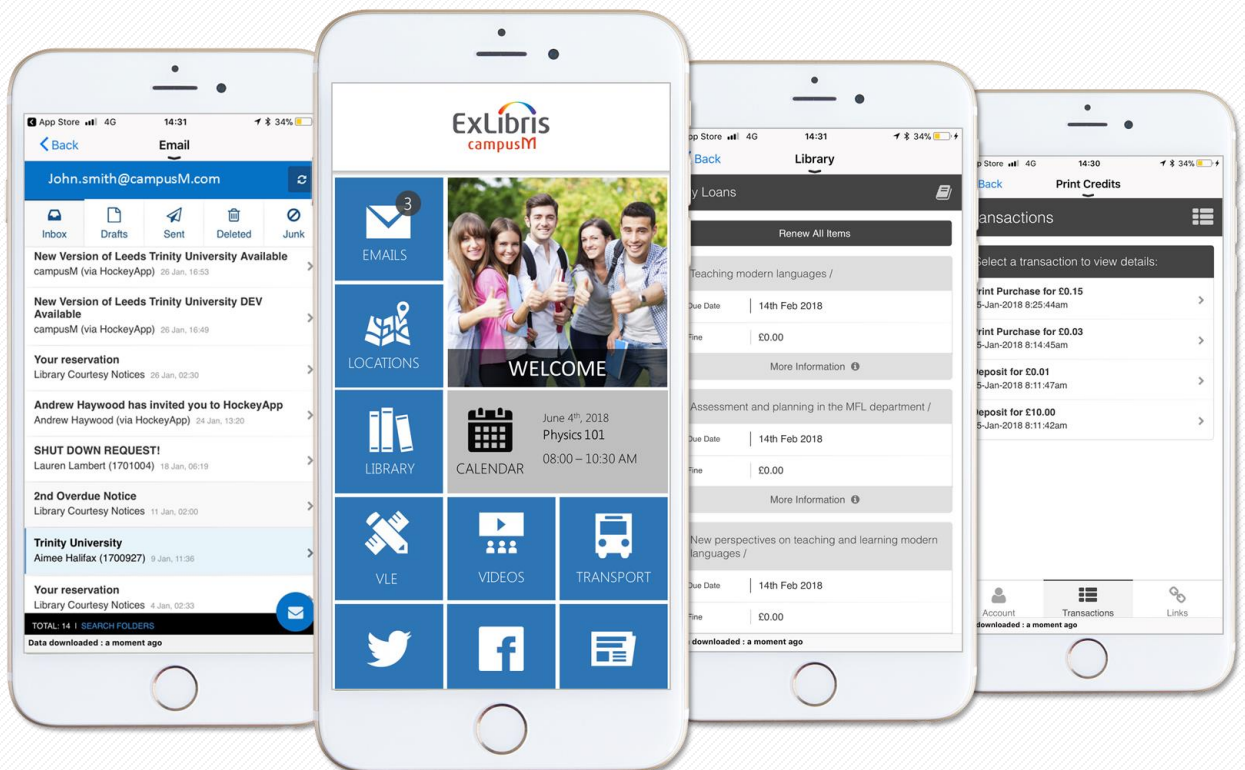 App Store 4G 14:31 34%
Back Email
John.smith@campusM.com
Inbox Drafts Sent Deleted Junk
New Version of Leeds Trinity University Available
campusM (via HockeyApp) 26 Jan, 16:53
New Version of Leeds Trinity University DEV
Available
campusM (via HockeyApp) 26 Jan, 16:49
Your reservation
Library Courtesy Notices 26 Jan, 02:30
Andrew Haywood has invited you to HockeyApp
Andrew Haywood (via HockeyApp) 24 Jan, 13:20
SHUT DOWN REQUEST!
Lauren Lambert (1701004) 18 Jan, 06:19
2nd Overdue Notice
Library Courtesy Notices 11 Jan, 02:00
Trinity University
Aimee Halifax (1700927) 9 Jan, 11:36
Your reservation
Library Courtesy Notices 4 Jan, 02:33
TOTAL: 14 | SEARCH FOLDERS
Data downloaded : a moment ago
ExLibris
campusM
3
EMAILS
LOCATIONS
WELCOME
LIBRARY
CALENDAR
June 4th, 2018
Physics 101
08:00 – 10:30 AM
VLE
VIDEOS
TRANSPORT
pp Store 4G 14:31 34%
Back Library
y Loans
Renew All Items
Teaching modern languages /
Due Date 14th Feb 2018
Fine £0.00
More Information
Assessment and planning in the MFL department /
Due Date 14th Feb 2018
Fine £0.00
More Information
New perspectives on teaching and learning modern
languages /
Due Date 14th Feb 2018
Fine £0.00
downloaded : a moment ago
p Store 4G 14:30 34%
Back Print Credits
ansactions
Select a transaction to view details:
rint Purchase for £0.15
5-Jan-2018 8:25:44am
rint Purchase for £0.03
5-Jan-2018 8:14:45am
eposit for £0.01
5-Jan-2018 8:11:47am
eposit for £10.00
5-Jan-2018 8:11:42am
Account Transactions Links
downloaded : a moment ago